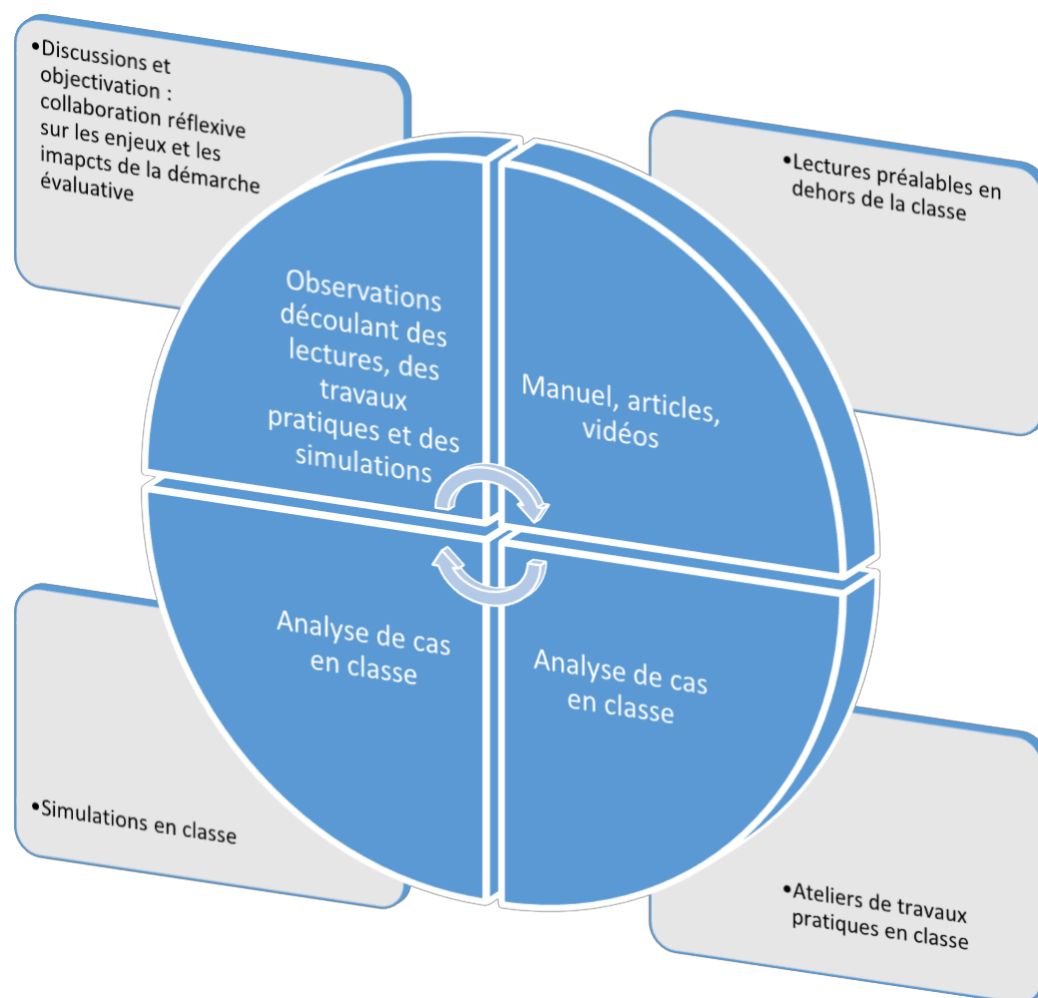 •Discussions et
objectivation :
collaboration réflexive
sur les enjeux et les
imapcts de la démarche
évaluative
•Lectures préalables en
dehors de la classe
Observations
découlant des
lectures, des
travaux
pratiques et des
simulations
Manuel, articles,
vidéos
Analyse de cas
en classe
Analyse de cas
en classe
•Simulations en classe
•Ateliers de travaux
pratiques en classe